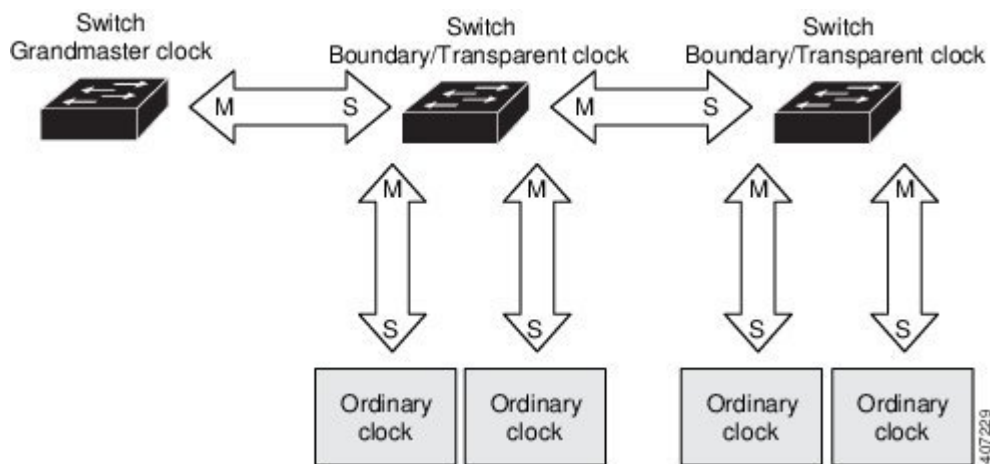 Switch
Grandmaster clock
Switch
Boundary/Transparent clock
Switch
Boundary/Transparent clock
M
S
M
S
M
M
M
M
S
S
S
S
Ordinary
clock
Ordinary
clock
Ordinary
clock
Ordinary
clock
407229